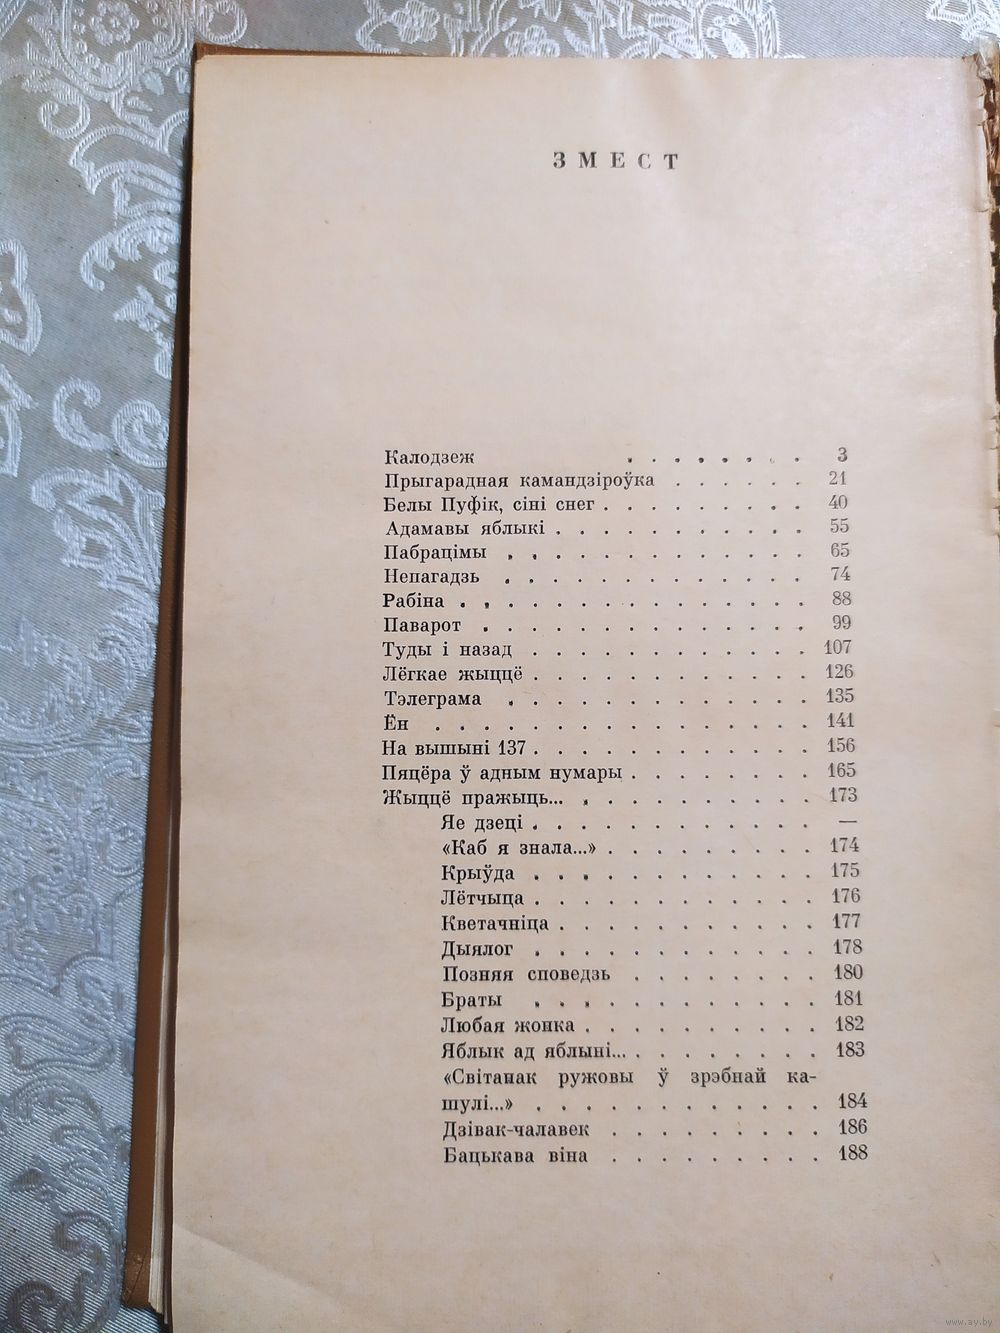 ЗМЕСТ
Калодзеж . . . . . . . . 3
Прыгарадная камандзіроўка . . . . . . 21
Белы Пуфік, сіні снег . . . . . . . . . 40
Адамавы яблыкі . . . . . . . . . . . 55
Пабрацімы . . . . . . . . . . . . . 65
Непагадзь . . . . . . . . . . . . . 74
Рабіна . . . . . . . . . . . . . . . 88
Паварот . . . . . . . . . . . . . . 99
Туды і назад . . . . . . . . . . . . 107
Лёгкае жыццё . . . . . . . . . . . . 126
Тэлеграма . . . . . . . . . . . . . 135
Ён . . . . . . . . . . . . . . . . 141
На вышыні 137 . . . . . . . . . . . . 156
Пяцёра ў адным нумары . . . . . . . . 165
Жыццё пражыць... . . . . . . . . . . 173
Яе дзеці . . . . . . . . . . . . —
«Каб я знала...» . . . . . . . . . 174
Крыўда . . . . . . . . . . . . 175
Лётчыца . . . . . . . . . . . . 176
Кветачніца . . . . . . . . . . . 177
Дыялог . . . . . . . . . . . . 178
Позняя споведзь . . . . . . . . 180
Браты . . . . . . . . . . . . 181
Любая жонка . . . . . . . . . . 182
Яблык ад яблыні... . . . . . . . . 183
«Світанак ружовы ў зрэбнай ка-
шулі...» . . . . . . . . . . . . 184
Дзівак-чалавек . . . . . . . . . 186
Бацькава віна . . . . . . . . . 188
www.ay.by